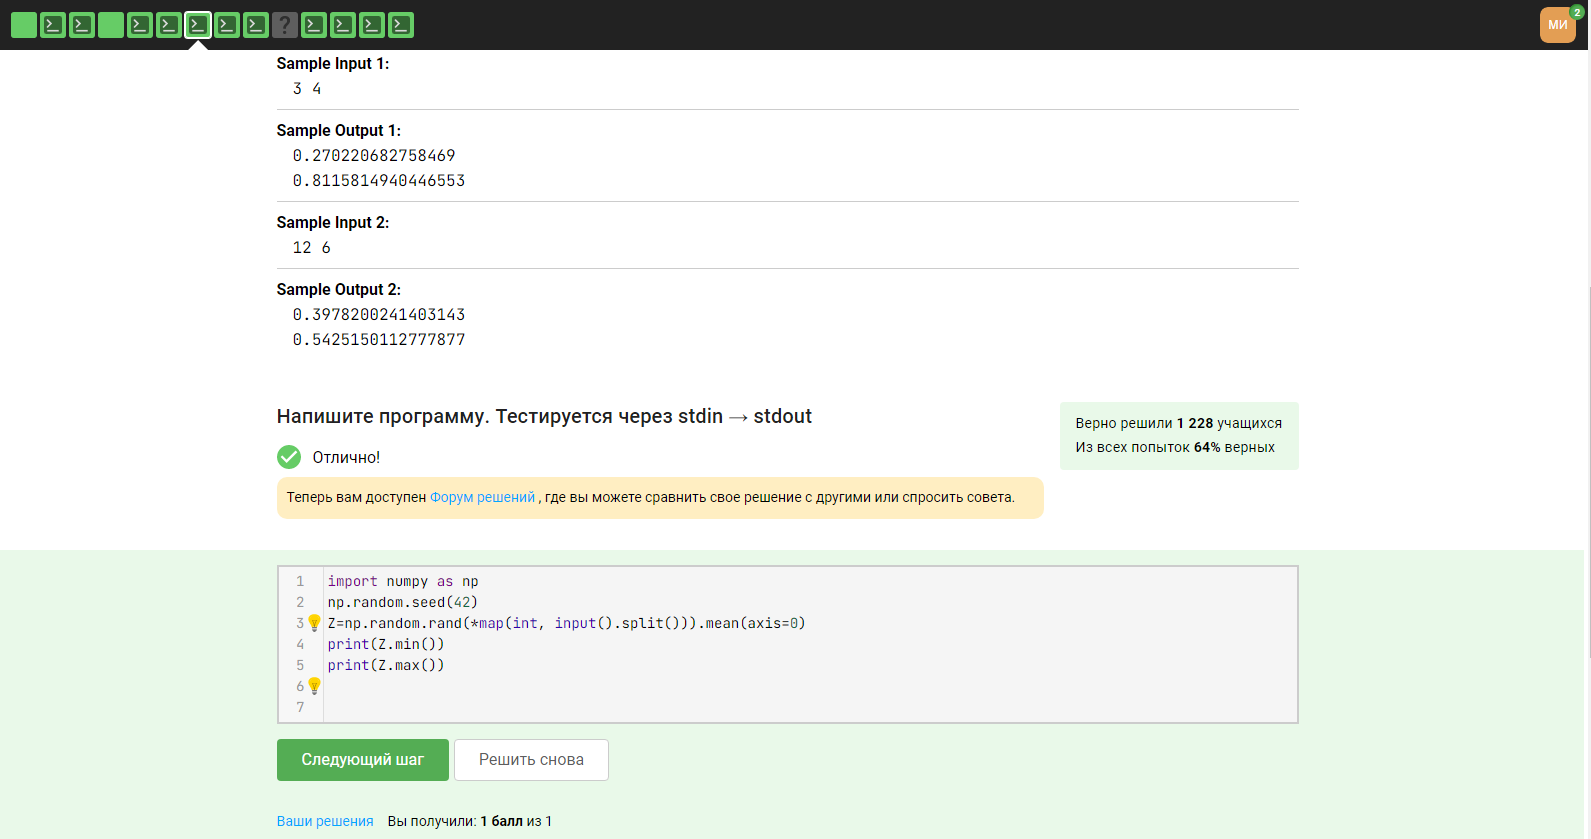 МИ
2
?
Sample Input 1:
3 4
Sample Output 1:
0.270220682758469
0.8115814940446553
Sample Input 2:
12 6
Sample Output 2:
0.3978200241403143
0.5425150112777877
Напишите программу. Тестируется через stdin → stdout
Верно решили 1 228 учащихся
Из всех попыток 64% верных
Отлично!
Теперь вам доступен Форум решений , где вы можете сравнить свое решение с другими или спросить совета.
1 import numpy as np
2 np.random.seed(42)
3 Z=np.random.rand(*map(int, input().split())).mean(axis=0)
4 print(Z.min())
5 print(Z.max())
6
7
Следующий шаг
Решить снова
Ваши решения Вы получили: 1 балл из 1